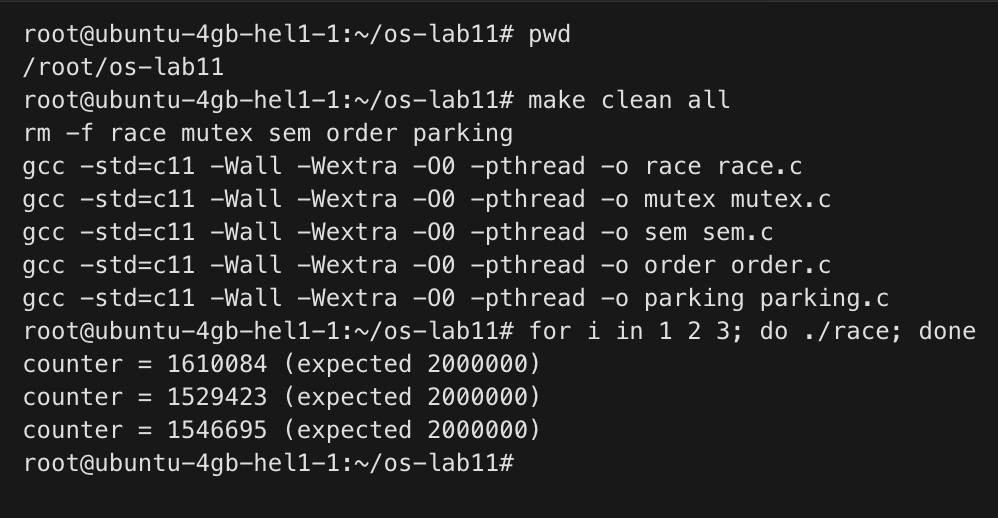 root@ubuntu-4gb-hel1-1:~/os-lab11# pwd
/root/os-lab11
root@ubuntu-4gb-hel1-1:~/os-lab11# make clean all
rm -f race mutex sem order parking
gcc -std=c11 -Wall -Wextra -O0 -pthread -o race race.c
gcc -std=c11 -Wall -Wextra -O0 -pthread -o mutex mutex.c
gcc -std=c11 -Wall -Wextra -O0 -pthread -o sem sem.c
gcc -std=c11 -Wall -Wextra -O0 -pthread -o order order.c
gcc -std=c11 -Wall -Wextra -O0 -pthread -o parking parking.c
root@ubuntu-4gb-hel1-1:~/os-lab11# for i in 1 2 3; do ./race; done
counter = 1610084 (expected 2000000)
counter = 1529423 (expected 2000000)
counter = 1546695 (expected 2000000)
root@ubuntu-4gb-hel1-1:~/os-lab11#